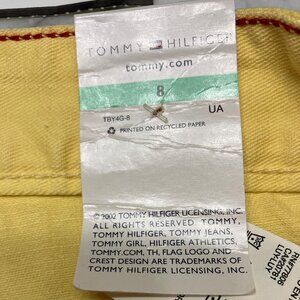 TOMMY HILFIGER
tommy.com
8
TBY4G-8 UA
PRINTED ON RECYCLED PAPER
© 2002 TOMMY HILFIGER LICENSING, INC.
ALL RIGHTS RESERVED. TOMMY,
TOMMY HILFIGER, TOMMY JEANS,
TOMMY GIRL, HILFIGER ATHLETICS,
TOMMY.COM, TH, FLAG LOGO AND
CREST DESIGN ARE TRADEMARKS OF
TOMMY HILFIGER LICENSING, INC.
RN#77806